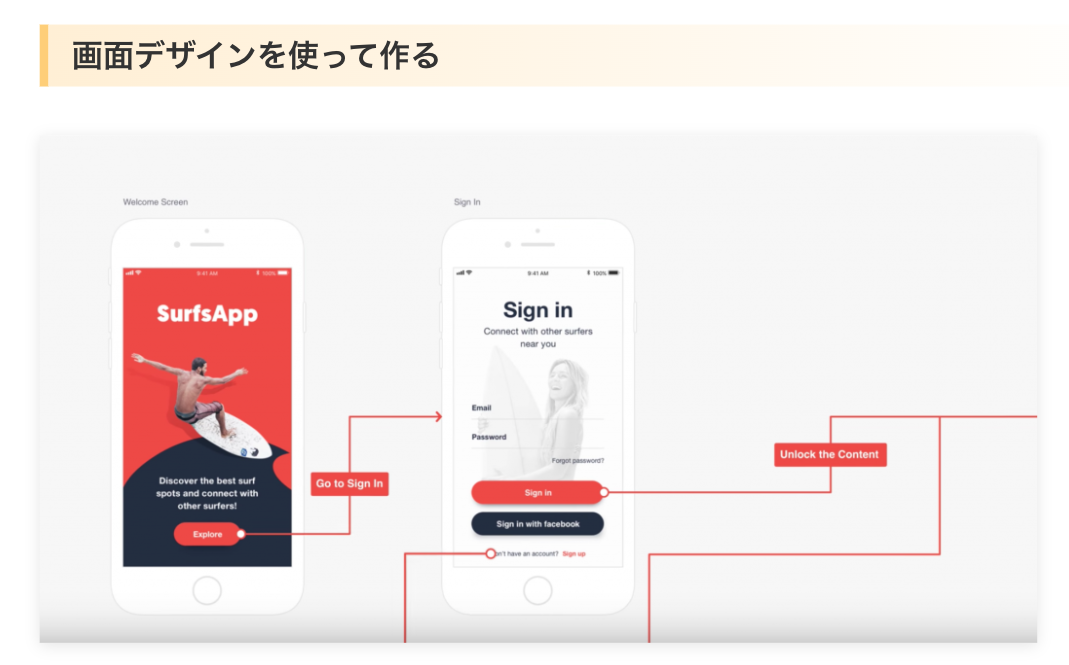 画面デザインを使って作る
Welcome Screen
9:41 AM
100%
SurfsApp
Discover the best surf
spots and connect with
other surfers!
Explore
Go to Sign In
Sign In
9:41 AM
100%
Sign in
Connect with other surfers
near you
Email
Password
Forgot password?
Sign in
Sign in with facebook
n't have an account? Sign up
Unlock the Content